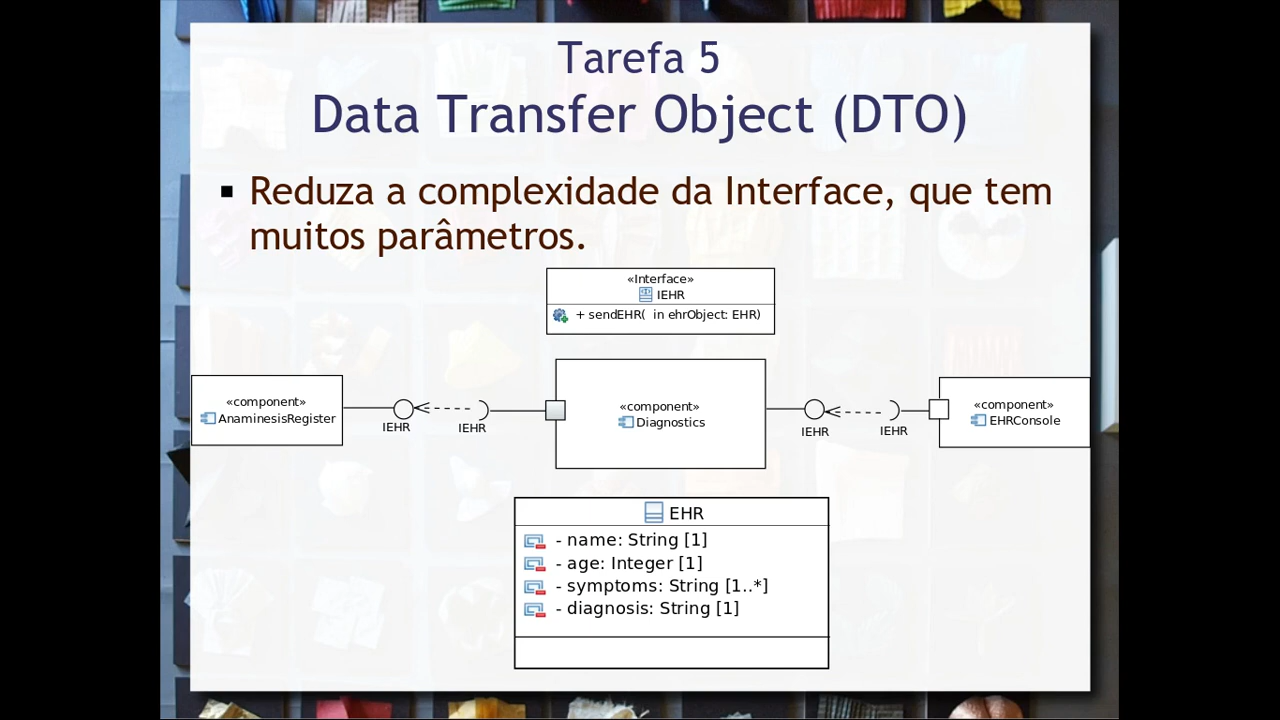 Tarefa 5
Data Transfer Object (DTO)
▪ Reduza a complexidade da Interface, que tem
muitos parâmetros.
«Interface»
IEHR
+ sendEHR( in ehrObject: EHR)
«component»
AnaminesisRegister
IEHR
IEHR
«component»
Diagnostics
IEHR
IEHR
«component»
EHRConsole
EHR
- name: String [1]
- age: Integer [1]
- symptoms: String [1..*]
- diagnosis: String [1]